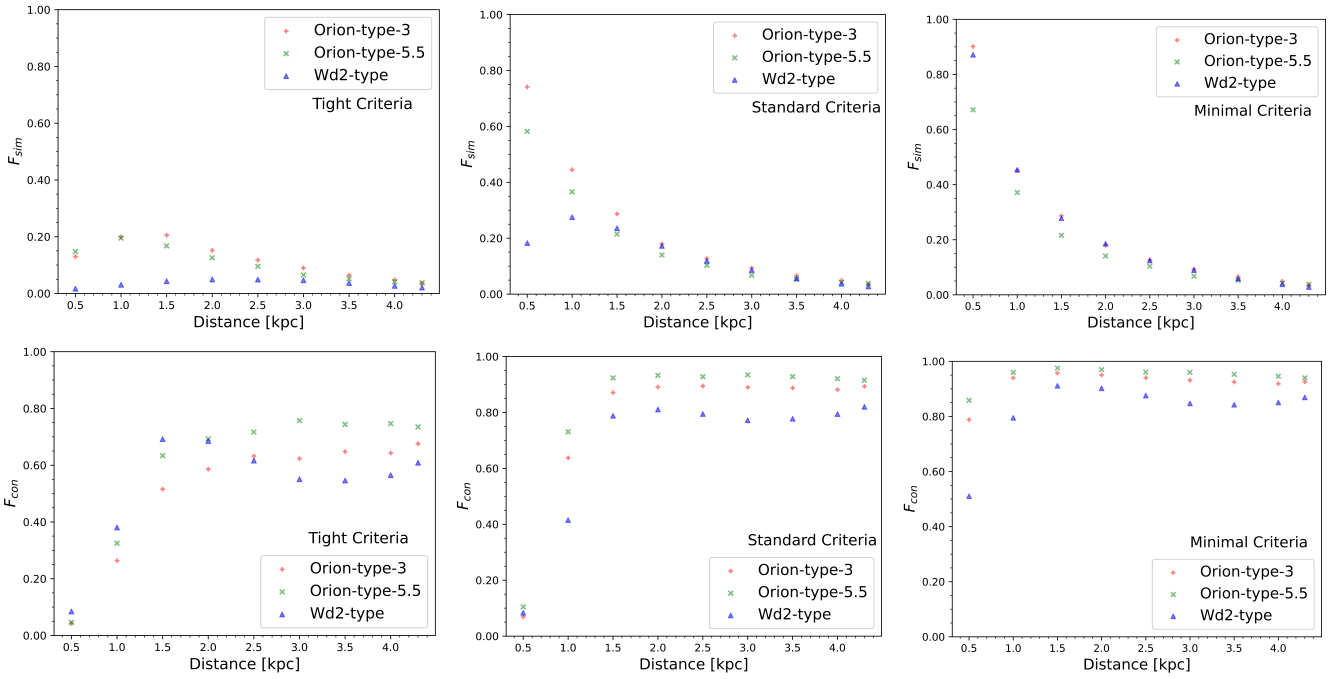 1.00
0.80
0.60
0.40
0.20
0.00
F_sim
Orion-type-3
Orion-type-5.5
Wd2-type
Tight Criteria
0.5 1.0 1.5 2.0 2.5 3.0 3.5 4.0
Distance [kpc]
1.00
0.80
0.60
0.40
0.20
0.00
F_sim
Orion-type-3
Orion-type-5.5
Wd2-type
Standard Criteria
0.5 1.0 1.5 2.0 2.5 3.0 3.5 4.0
Distance [kpc]
1.00
0.80
0.60
0.40
0.20
0.00
F_sim
Orion-type-3
Orion-type-5.5
Wd2-type
Minimal Criteria
0.5 1.0 1.5 2.0 2.5 3.0 3.5 4.0
Distance [kpc]
1.00
0.80
0.60
0.40
0.20
0.00
F_con
Tight Criteria
Orion-type-3
Orion-type-5.5
Wd2-type
0.5 1.0 1.5 2.0 2.5 3.0 3.5 4.0
Distance [kpc]
1.00
0.80
0.60
0.40
0.20
0.00
F_con
Standard Criteria
Orion-type-3
Orion-type-5.5
Wd2-type
0.5 1.0 1.5 2.0 2.5 3.0 3.5 4.0
Distance [kpc]
1.00
0.80
0.60
0.40
0.20
0.00
F_con
Minimal Criteria
Orion-type-3
Orion-type-5.5
Wd2-type
0.5 1.0 1.5 2.0 2.5 3.0 3.5 4.0
Distance [kpc]